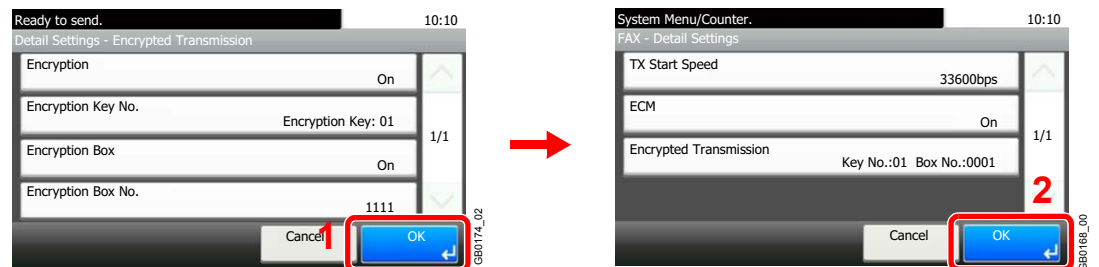 Ready to send.
10:10
Detail Settings - Encrypted Transmission
Encryption
On
Encryption Key No.
Encryption Key: 01
1/1
Encryption Box
On
Encryption Box No.
1111
1
Cancel
OK
GB0174_02
System Menu/Counter.
10:10
FAX - Detail Settings
TX Start Speed
33600bps
ECM
On
1/1
Encrypted Transmission
Key No.:01 Box No.:0001
2
Cancel
OK
GB0168_00